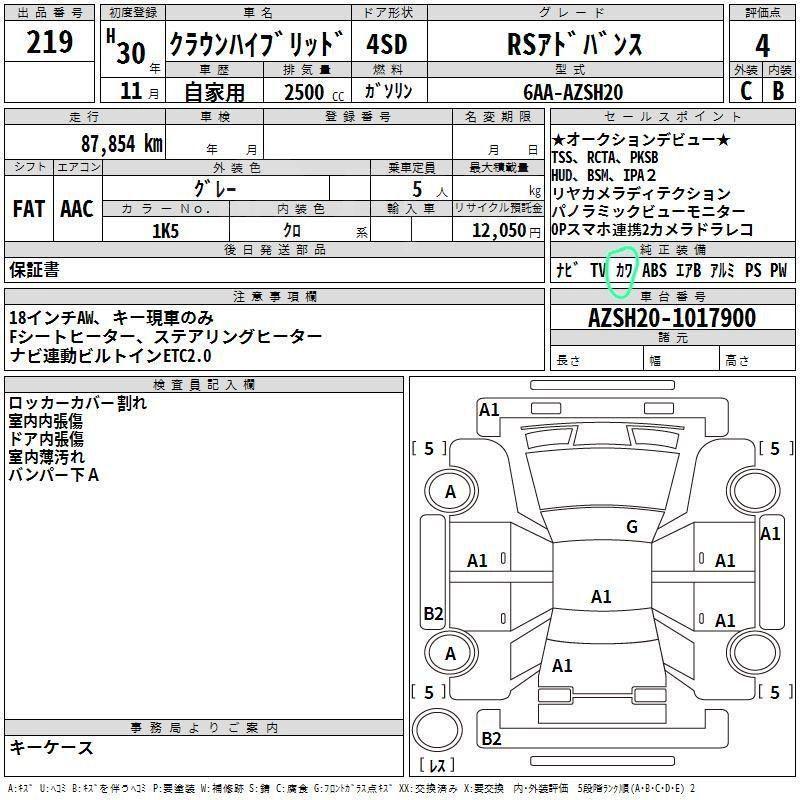 出品番号 初度登録 車名 ドア形状 グレード 評価点
219 H30年 クラウンハイブリッド 4SD RSアドバンス 4
車歴 排気量 燃料 型式 外装 内装
11月 自家用 2500 CC ガソリン 6AA-AZSH20 C B
走行 車検 登録番号 名変期限 セールスポイント
87,854 km 年 月 月 日
★オークションデビュー★
TSS、RCTA、PKSB
HUD、BSM、IPA2
リヤカメラディテクション
パノラミックビューモニター
OPスマホ連携2カメラドラレコ
シフト エアコン 外装色 乗車定員 最大積載量
FAT AAC グレー 5人 kg
カラーNo. 内装色 輸入車 リサイクル預託金
1K5 クロ 系 12,050円
後日発送部品 純正装備
保証書 ナビ TV カワ ABS エアB アルミ PS PW
注意事項欄 車台番号
18インチAW、キー現車のみ AZSH20-1017900
Fシートヒーター、ステアリングヒーター 諸元
ナビ連動ビルトインETC2.0 長さ 幅 高さ
検査員記入欄
ロッカーカバー割れ
室内内張傷
ドア内張傷
室内薄汚れ
バンパー下A
A1
[5] [5]
A
G
A1
A1 A1
A1
B2 A1
A
A1
[5] [5]
B2
[レス]
事務局よりご案内
キーケース
A:キズ U:ヘコミ B:キズを伴うヘコミ P:要塗装 W:補修跡 S:錆 C:腐食 G:フロントガラス点キズ XX:交換済み X:要交換 内・外装評価 5段階ランク順(A・B・C・D・E) 2